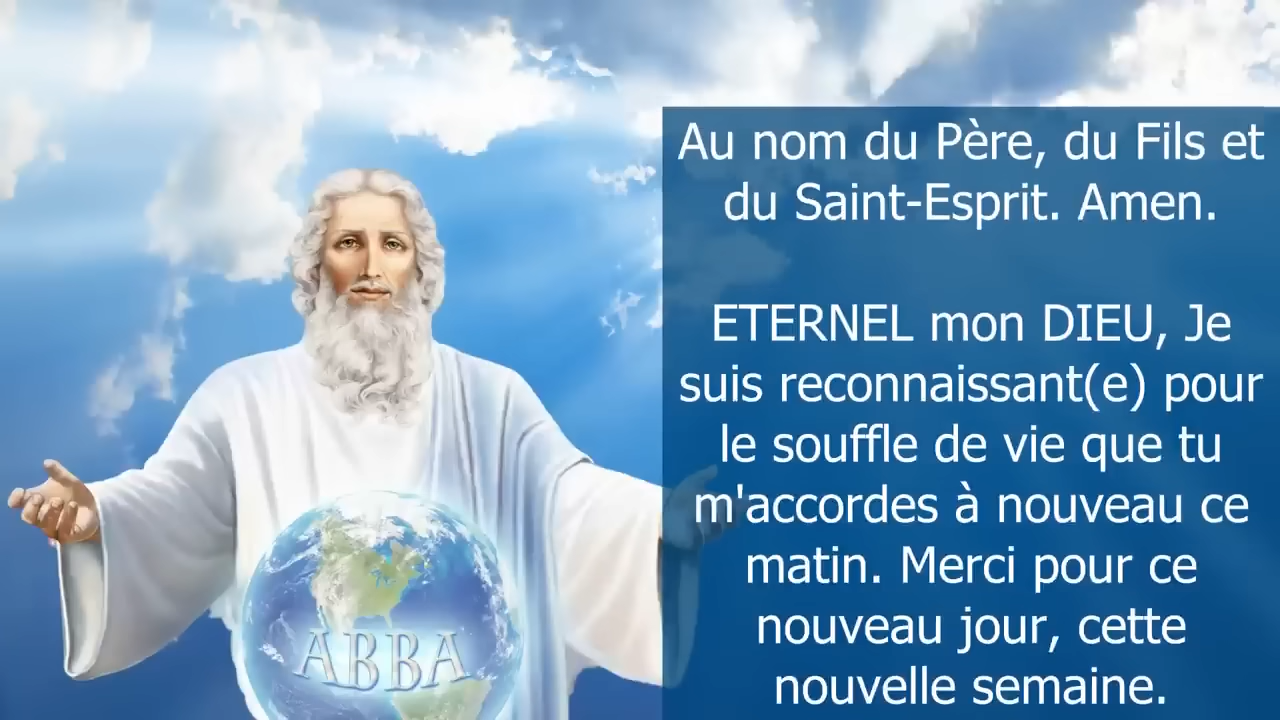 Au nom du Père, du Fils et
du Saint-Esprit. Amen.
ETERNEL mon DIEU, Je
suis reconnaissant(e) pour
le souffle de vie que tu
m'accordes à nouveau ce
matin. Merci pour ce
nouveau jour, cette
nouvelle semaine.
ABBA